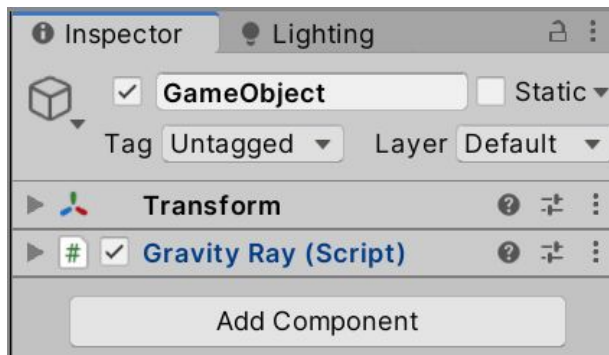 Inspector Lighting
GameObject Static
Tag Untagged Layer Default
Transform
# Gravity Ray (Script)
Add Component